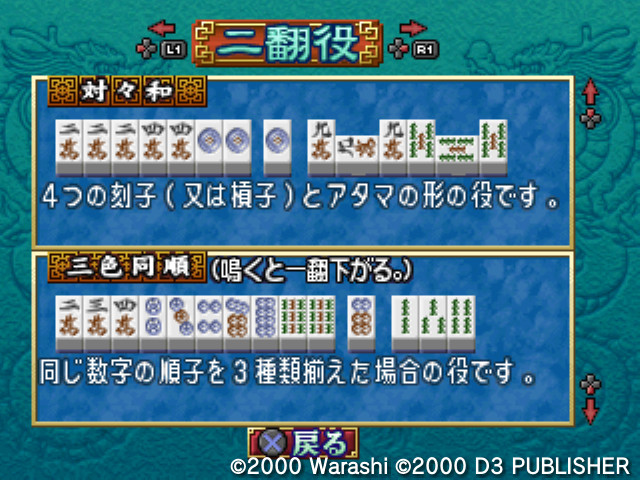 L1 二翻役 R1
対々和
4つの刻子(又は槓子)とアタマの形の役です。
三色同順 (鳴くと一翻下がる。)
同じ数字の順子を3種類揃えた場合の役です。
戻る
©2000 Warashi ©2000 D3 PUBLISHER